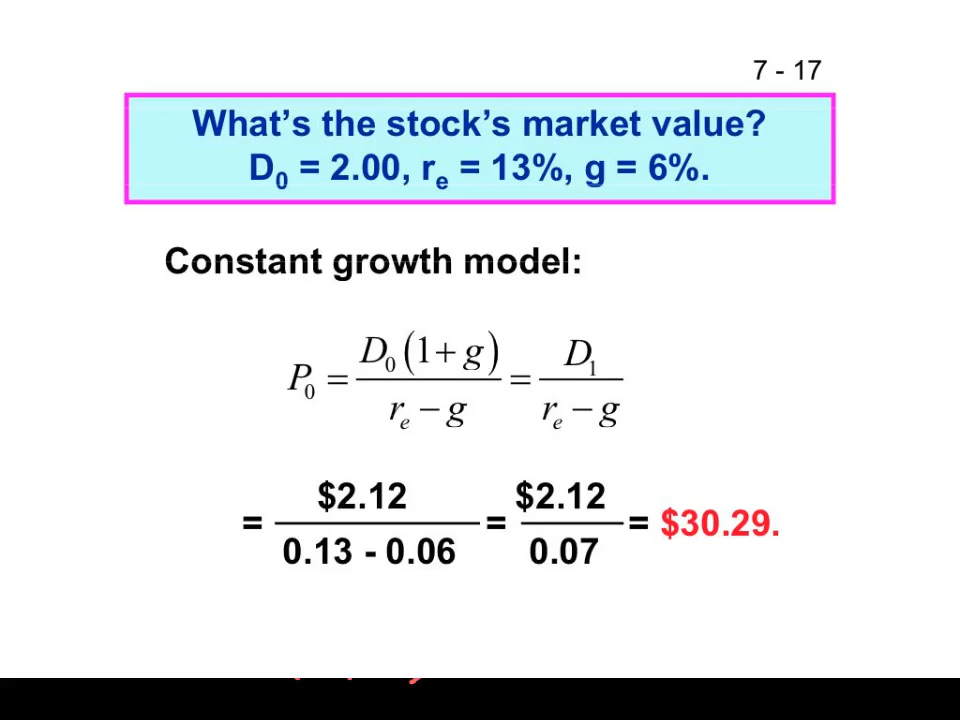 7 - 17
What's the stock's market value?
D₀ = 2.00, rₑ = 13%, g = 6%.
Constant growth model:
P₀ = D₀(1 + g) / (rₑ − g) = D₁ / (rₑ − g)
= $2.12 / (0.13 - 0.06) = $2.12 / 0.07 = $30.29.